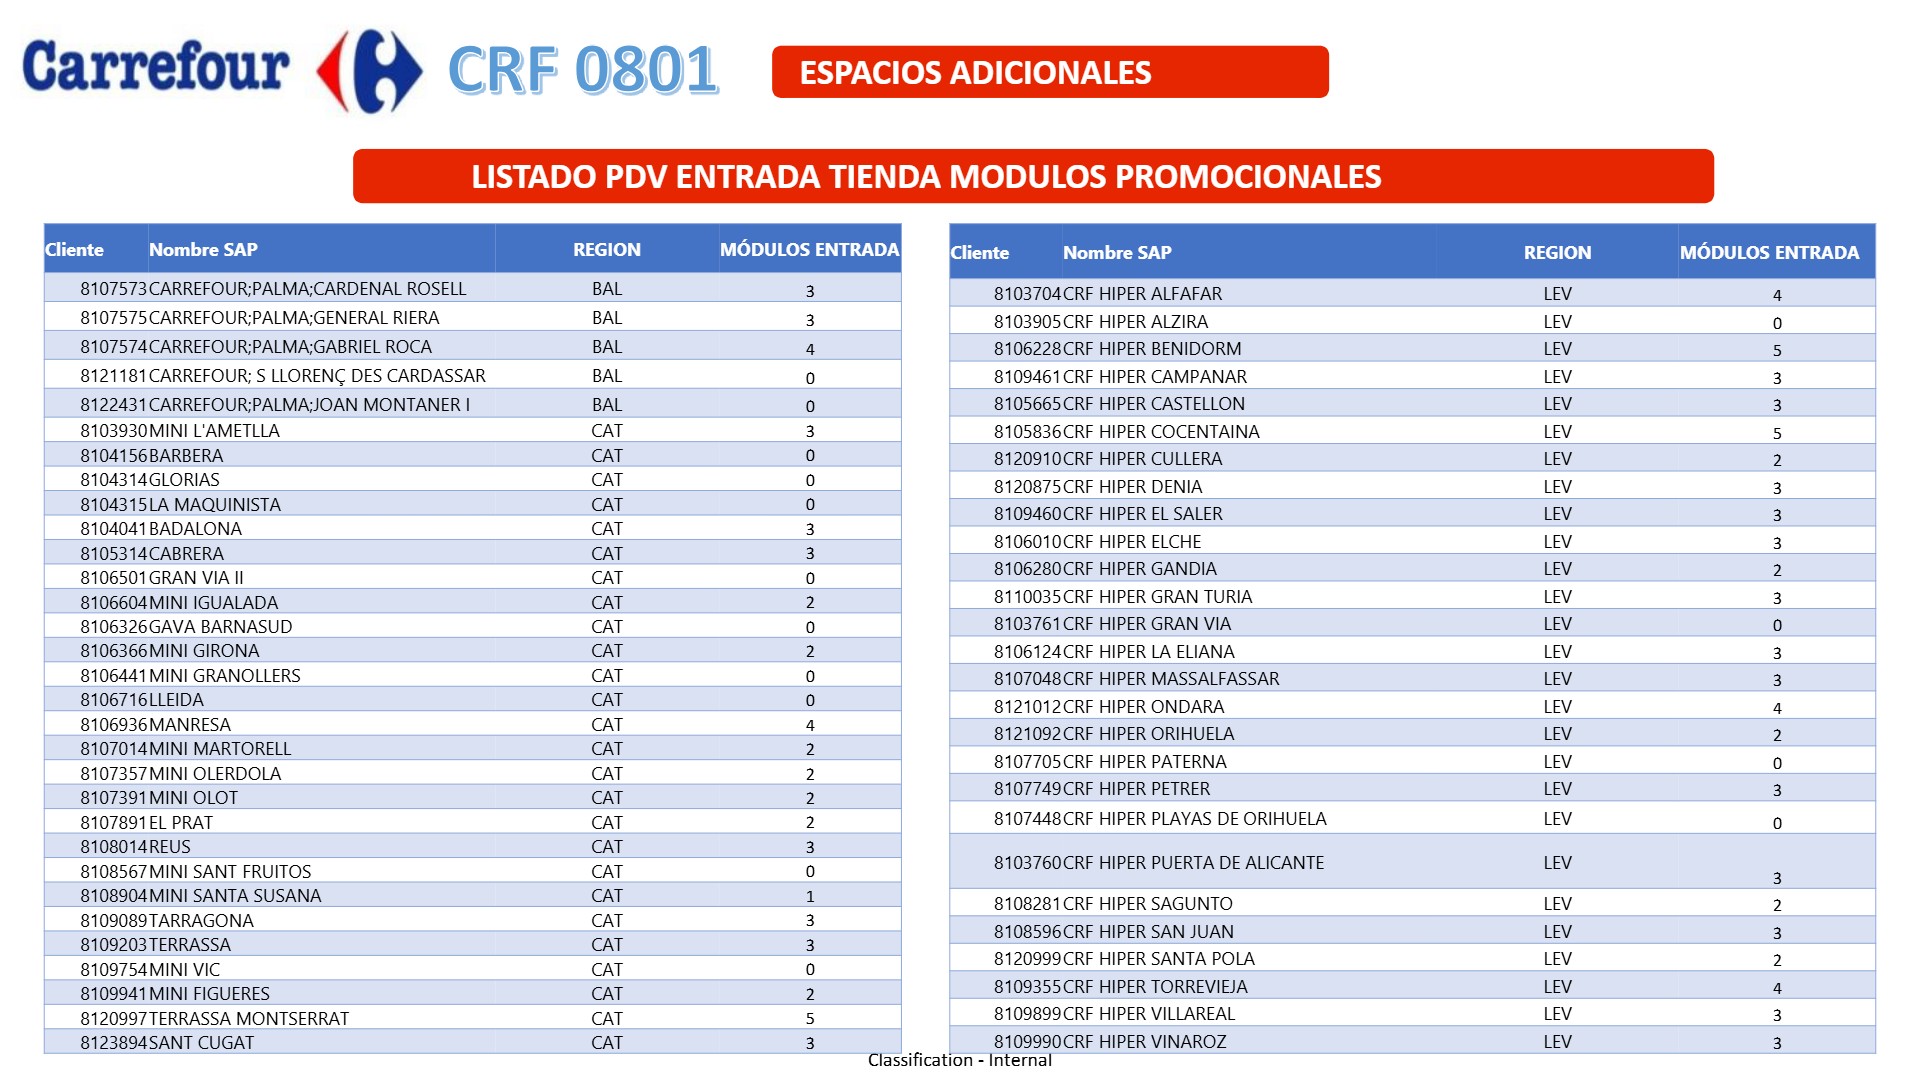 Carrefour CRF 0801 ESPACIOS ADICIONALES
LISTADO PDV ENTRADA TIENDA MODULOS PROMOCIONALES
Cliente Nombre SAP REGION MÓDULOS ENTRADA
8107573 CARREFOUR;PALMA;CARDENAL ROSELL BAL 3
8107575 CARREFOUR;PALMA;GENERAL RIERA BAL 3
8107574 CARREFOUR;PALMA;GABRIEL ROCA BAL 4
8121181 CARREFOUR; S LLORENÇ DES CARDASSAR BAL 0
8122431 CARREFOUR;PALMA;JOAN MONTANER I BAL 0
8103930 MINI L'AMETLLA CAT 3
8104156 BARBERA CAT 0
8104314 GLORIAS CAT 0
8104315 LA MAQUINISTA CAT 0
8104041 BADALONA CAT 3
8105314 CABRERA CAT 3
8106501 GRAN VIA II CAT 0
8106604 MINI IGUALADA CAT 2
8106326 GAVA BARNASUD CAT 0
8106366 MINI GIRONA CAT 2
8106441 MINI GRANOLLERS CAT 0
8106716 LLEIDA CAT 0
8106936 MANRESA CAT 4
8107014 MINI MARTORELL CAT 2
8107357 MINI OLERDOLA CAT 2
8107391 MINI OLOT CAT 2
8107891 EL PRAT CAT 2
8108014 REUS CAT 3
8108567 MINI SANT FRUITOS CAT 0
8108904 MINI SANTA SUSANA CAT 1
8109089 TARRAGONA CAT 3
8109203 TERRASSA CAT 3
8109754 MINI VIC CAT 0
8109941 MINI FIGUERES CAT 2
8120997 TERRASSA MONTSERRAT CAT 5
8123894 SANT CUGAT CAT 3
Cliente Nombre SAP REGION MÓDULOS ENTRADA
8103704 CRF HIPER ALFAFAR LEV 4
8103905 CRF HIPER ALZIRA LEV 0
8106228 CRF HIPER BENIDORM LEV 5
8109461 CRF HIPER CAMPANAR LEV 3
8105665 CRF HIPER CASTELLON LEV 3
8105836 CRF HIPER COCENTAINA LEV 5
8120910 CRF HIPER CULLERA LEV 2
8120875 CRF HIPER DENIA LEV 3
8109460 CRF HIPER EL SALER LEV 3
8106010 CRF HIPER ELCHE LEV 3
8106280 CRF HIPER GANDIA LEV 2
8110035 CRF HIPER GRAN TURIA LEV 3
8103761 CRF HIPER GRAN VIA LEV 0
8106124 CRF HIPER LA ELIANA LEV 3
8107048 CRF HIPER MASSALFASSAR LEV 3
8121012 CRF HIPER ONDARA LEV 4
8121092 CRF HIPER ORIHUELA LEV 2
8107705 CRF HIPER PATERNA LEV 0
8107749 CRF HIPER PETRER LEV 3
8107448 CRF HIPER PLAYAS DE ORIHUELA LEV 0
8103760 CRF HIPER PUERTA DE ALICANTE LEV 3
8108281 CRF HIPER SAGUNTO LEV 2
8108596 CRF HIPER SAN JUAN LEV 3
8120999 CRF HIPER SANTA POLA LEV 2
8109355 CRF HIPER TORREVIEJA LEV 4
8109899 CRF HIPER VILLAREAL LEV 3
8109990 CRF HIPER VINAROZ LEV 3
Classification - Internal